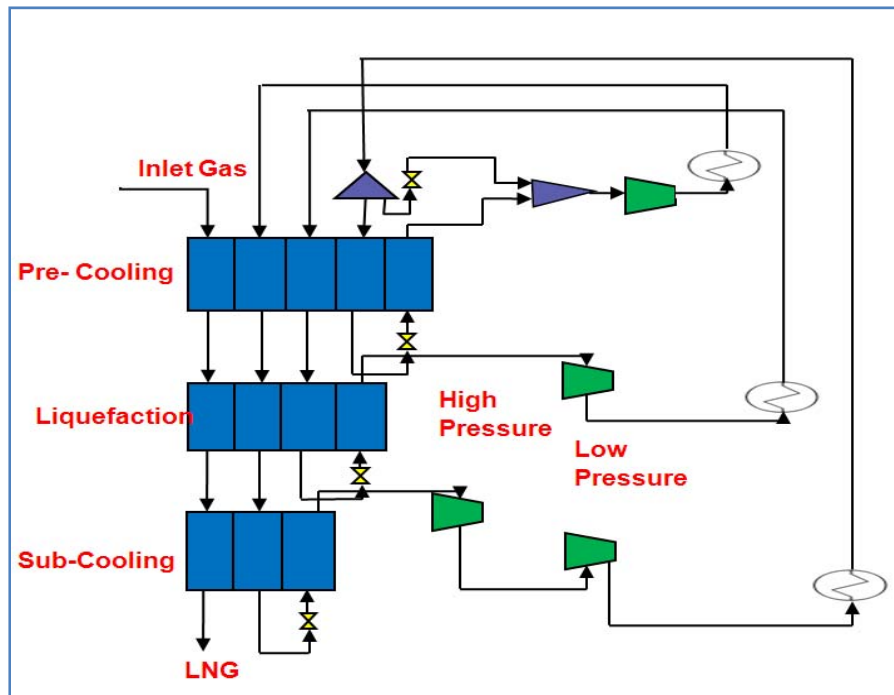 Inlet Gas
Pre- Cooling
Liquefaction
High
Pressure
Low
Pressure
Sub-Cooling
LNG